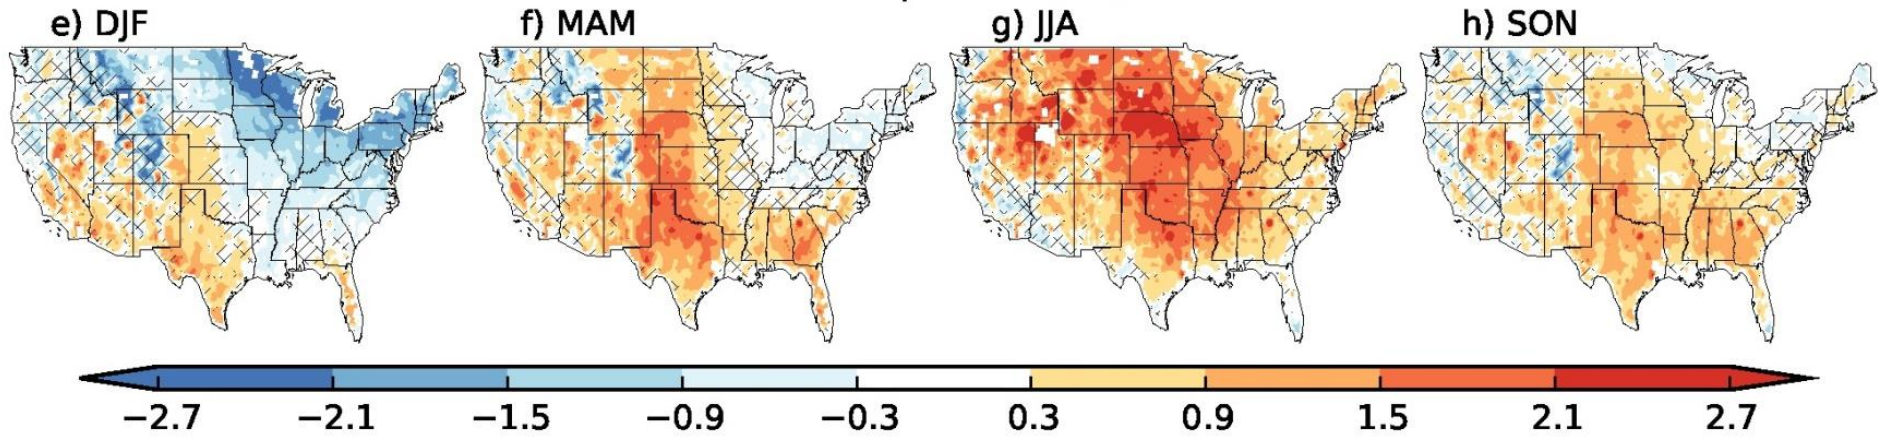 e) DJF f) MAM g) JJA h) SON
−2.7 −2.1 −1.5 −0.9 −0.3 0.3 0.9 1.5 2.1 2.7